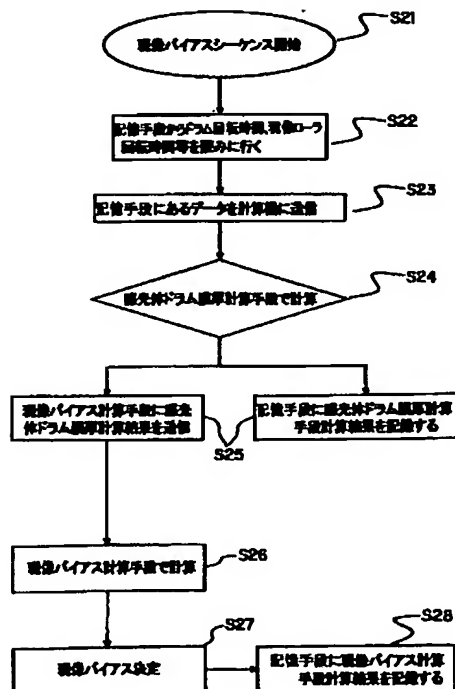 S21
現像バイアスシーケンス開始
記憶手段からドラム回転時間、現像ローラ
回転時間等を読みに行く
S22
S23
記憶手段にあるデータを計算機に送信
S24
感光体ドラム膜厚計算手段で計算
現像バイアス計算手段に感光
体ドラム膜厚計算結果を送信
記憶手段に感光体ドラム膜厚計算
手段計算結果を記録する
S25
S26
現像バイアス計算手段で計算
S27
S28
現像バイアス決定
記憶手段に現像バイアス計算
手段計算結果を記録する